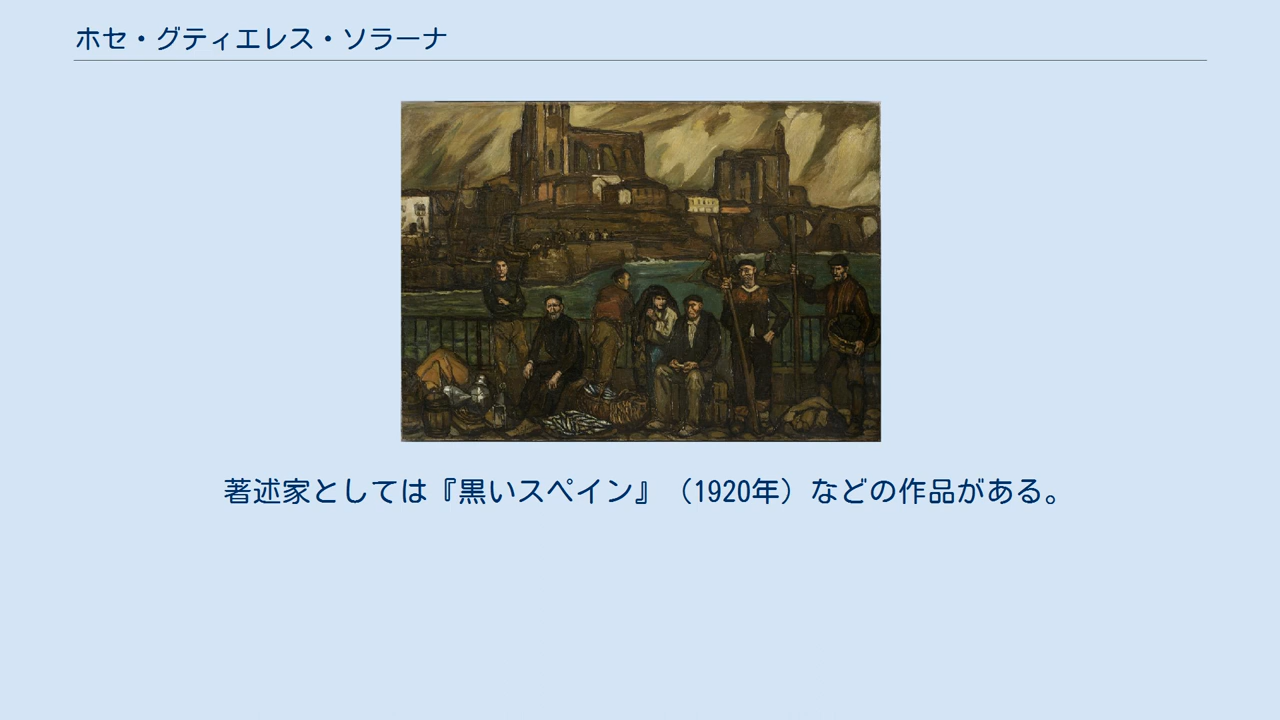 ホセ・グティエレス・ソラーナ
著述家としては『黒いスペイン』（1920年）などの作品がある。